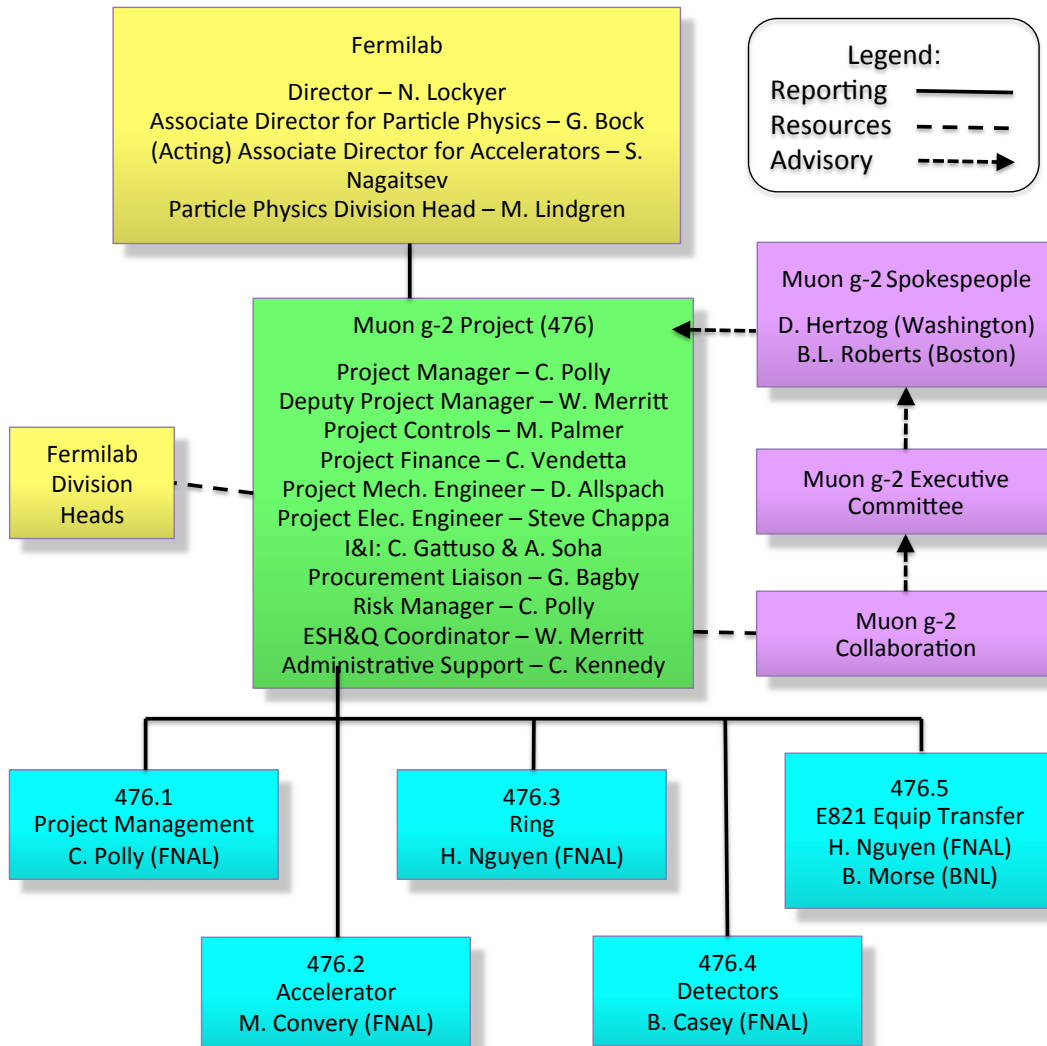 Fermilab
Director – N. Lockyer
Associate Director for Particle Physics – G. Bock
(Acting) Associate Director for Accelerators – S.
Nagaitsev
Particle Physics Division Head – M. Lindgren
Legend:
Reporting
Resources
Advisory
Muon g-2 Spokespeople
D. Hertzog (Washington)
B.L. Roberts (Boston)
Muon g-2 Project (476)
Project Manager – C. Polly
Deputy Project Manager – W. Merritt
Project Controls – M. Palmer
Project Finance – C. Vendetta
Project Mech. Engineer – D. Allspach
Project Elec. Engineer – Steve Chappa
I&I: C. Gattuso & A. Soha
Procurement Liaison – G. Bagby
Risk Manager – C. Polly
ESH&Q Coordinator – W. Merritt
Administrative Support – C. Kennedy
Fermilab
Division
Heads
Muon g-2 Executive
Committee
Muon g-2
Collaboration
476.1
Project Management
C. Polly (FNAL)
476.3
Ring
H. Nguyen (FNAL)
476.5
E821 Equip Transfer
H. Nguyen (FNAL)
B. Morse (BNL)
476.2
Accelerator
M. Convery (FNAL)
476.4
Detectors
B. Casey (FNAL)